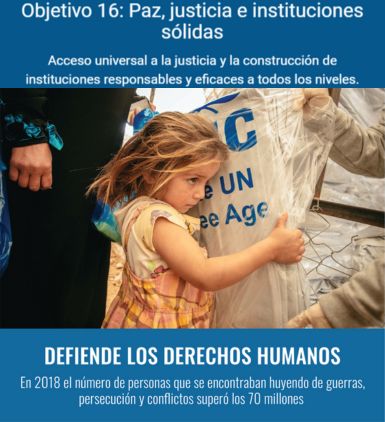 Objetivo 16: Paz, justicia e instituciones
sólidas
Acceso universal a la justicia y la construcción de
instituciones responsables y eficaces a todos los niveles.
C
e UN
ee Age
DEFIENDE LOS DERECHOS HUMANOS
En 2018 el número de personas que se encontraban huyendo de guerras,
persecución y conflictos superó los 70 millones